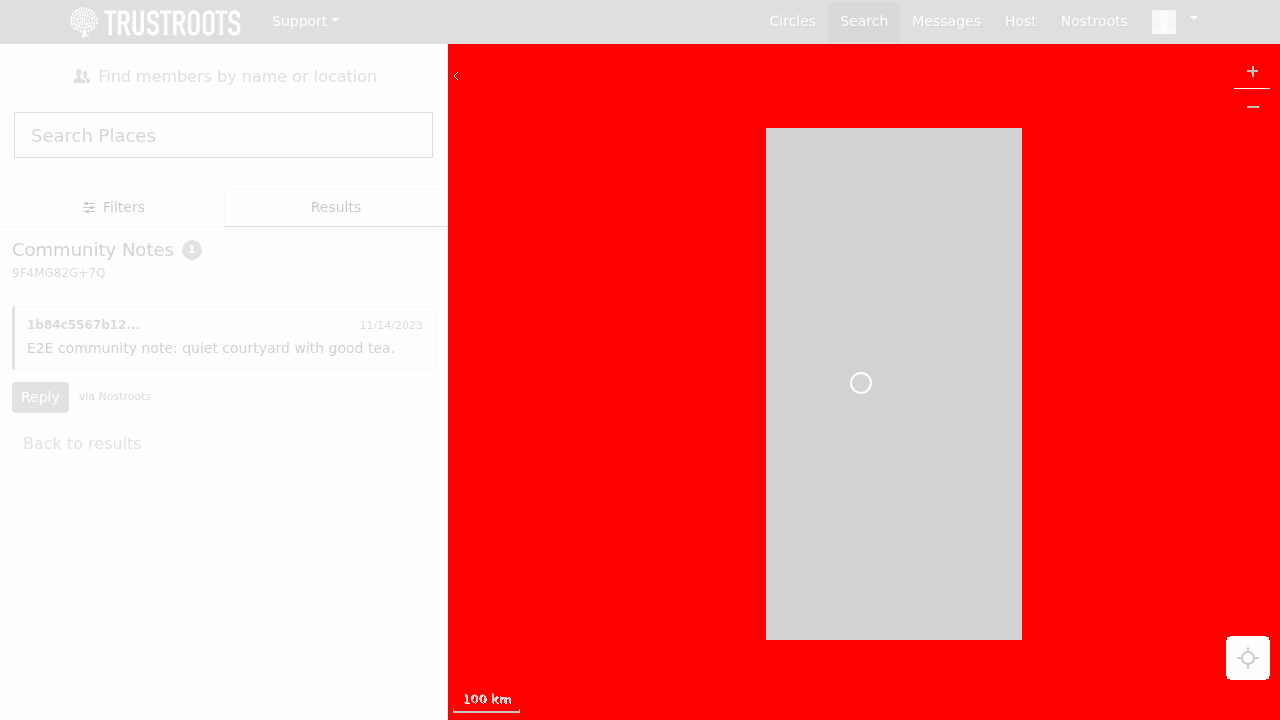 TRUSTROOTS
Support
Circles
Search
Messages
Host
Nostroots
Find members by name or location
Search Places
Filters
Results
Community Notes 1
9F4MG82G+7Q
1b84c5567b12... 11/14/2023
E2E community note: quiet courtyard with good tea.
Reply via Nostroots
Back to results
+
−
100 km